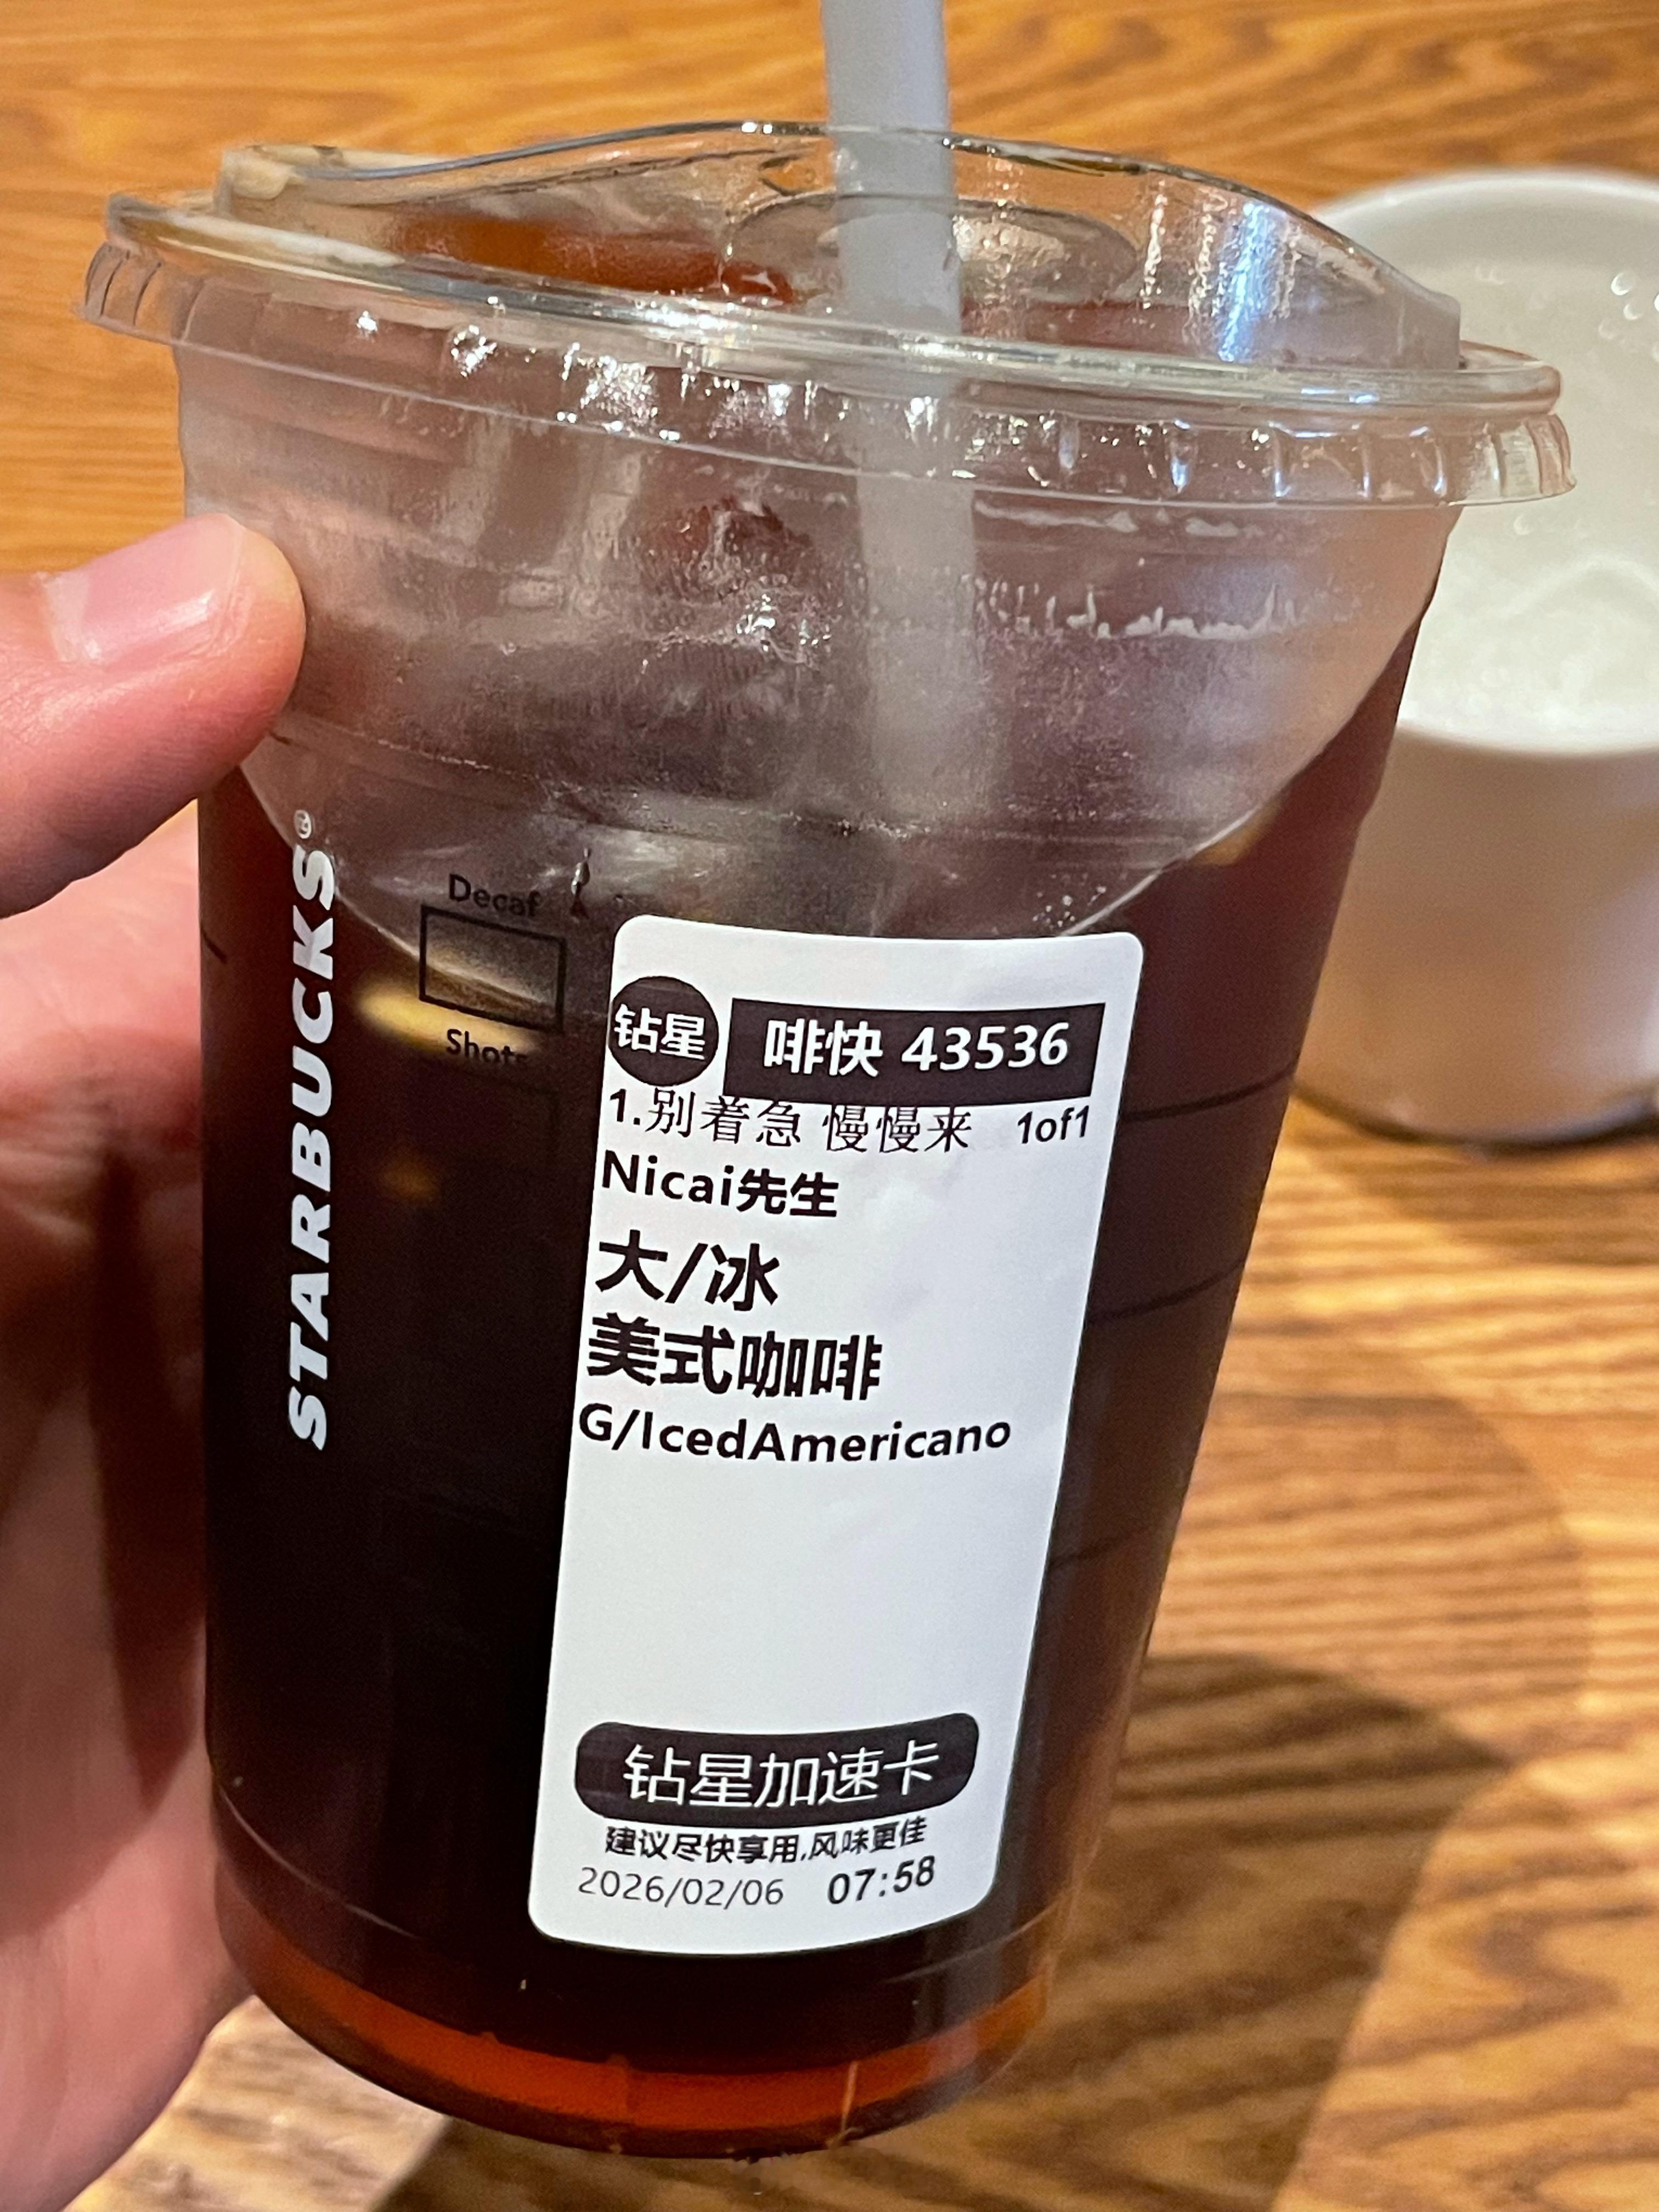 STARBUCKS®
Decaf
Shots
钻星
啡快 43536
1.别着急 慢慢来 1of1
Nicai先生
大/冰
美式咖啡
G/IcedAmericano
钻星加速卡
建议尽快享用,风味更佳
2026/02/06 07:58